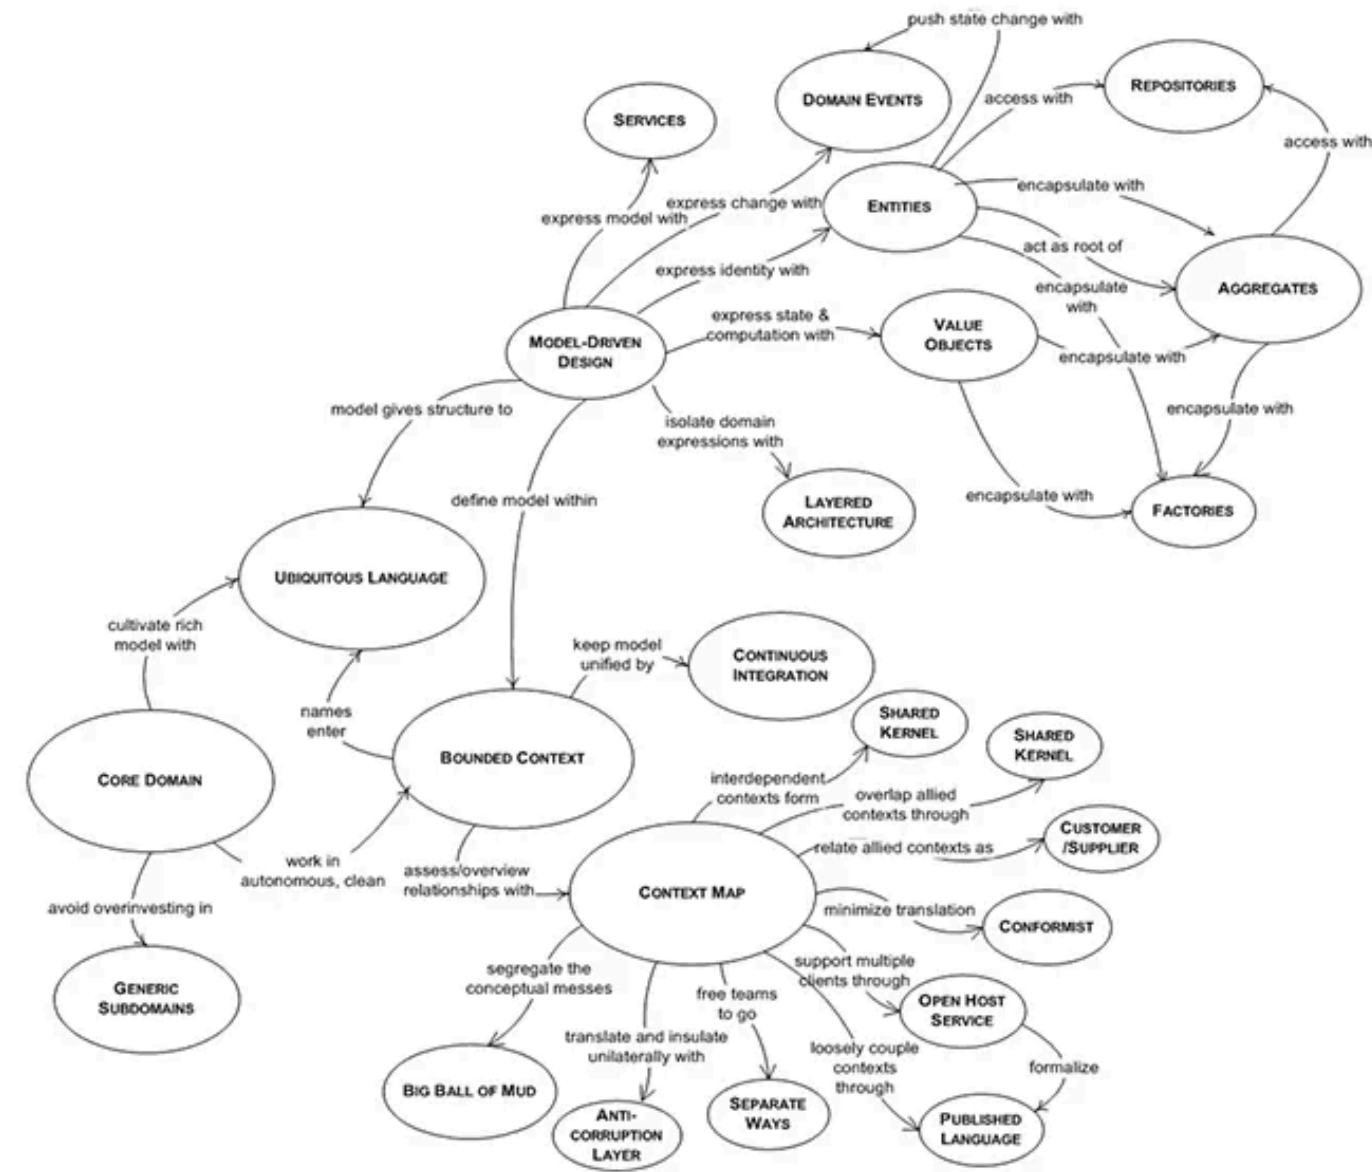 push state change with
DOMAIN EVENTS
REPOSITORIES
access with
SERVICES
access with
encapsulate with
express change with
ENTITIES
express model with
act as root of
express identity with
encapsulate
with
AGGREGATES
express state &
computation with
VALUE
OBJECTS
MODEL-DRIVEN
DESIGN
encapsulate with
model gives structure to
isolate domain
expressions with
encapsulate with
define model within
LAYERED
ARCHITECTURE
encapsulate with
FACTORIES
UBIQUITOUS LANGUAGE
cultivate rich
model with
keep model
unified by
CONTINUOUS
INTEGRATION
names
enter
SHARED
KERNEL
SHARED
KERNEL
CORE DOMAIN
BOUNDED CONTEXT
interdependent
contexts form
overlap allied
contexts through
CUSTOMER
/SUPPLIER
relate allied contexts as
work in
autonomous, clean
assess/overview
relationships with
CONTEXT MAP
avoid overinvesting in
minimize translation
CONFORMIST
GENERIC
SUBDOMAINS
segregate the
conceptual messes
free teams
to go
support multiple
clients through
OPEN HOST
SERVICE
translate and insulate
unilaterally with
loosely couple
contexts
through
formalize
BIG BALL OF MUD
ANTI-
CORRUPTION
LAYER
SEPARATE
WAYS
PUBLISHED
LANGUAGE